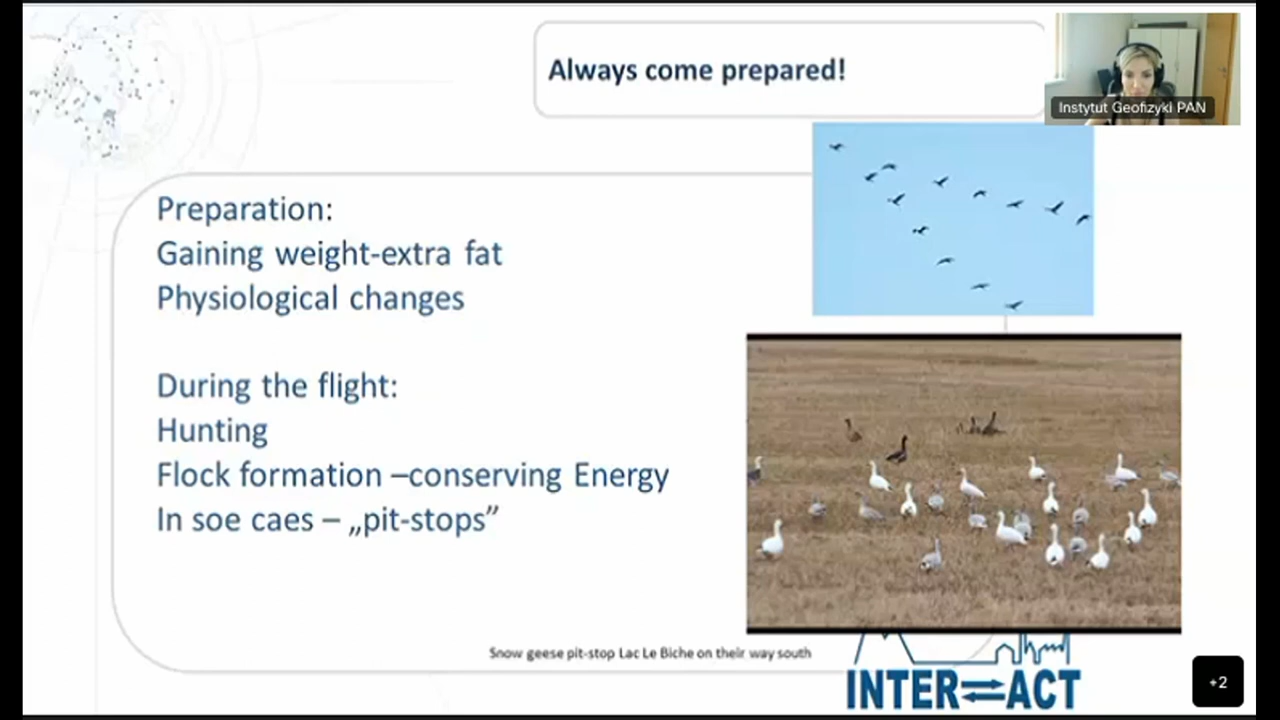 Always come prepared!
Instytut Geofizyki PAN
Preparation:
Gaining weight-extra fat
Physiological changes
During the flight:
Hunting
Flock formation –conserving Energy
In soe caes – „pit-stops”
Snow geese pit-stop Lac Le Biche on their way south
INTER ACT
+2